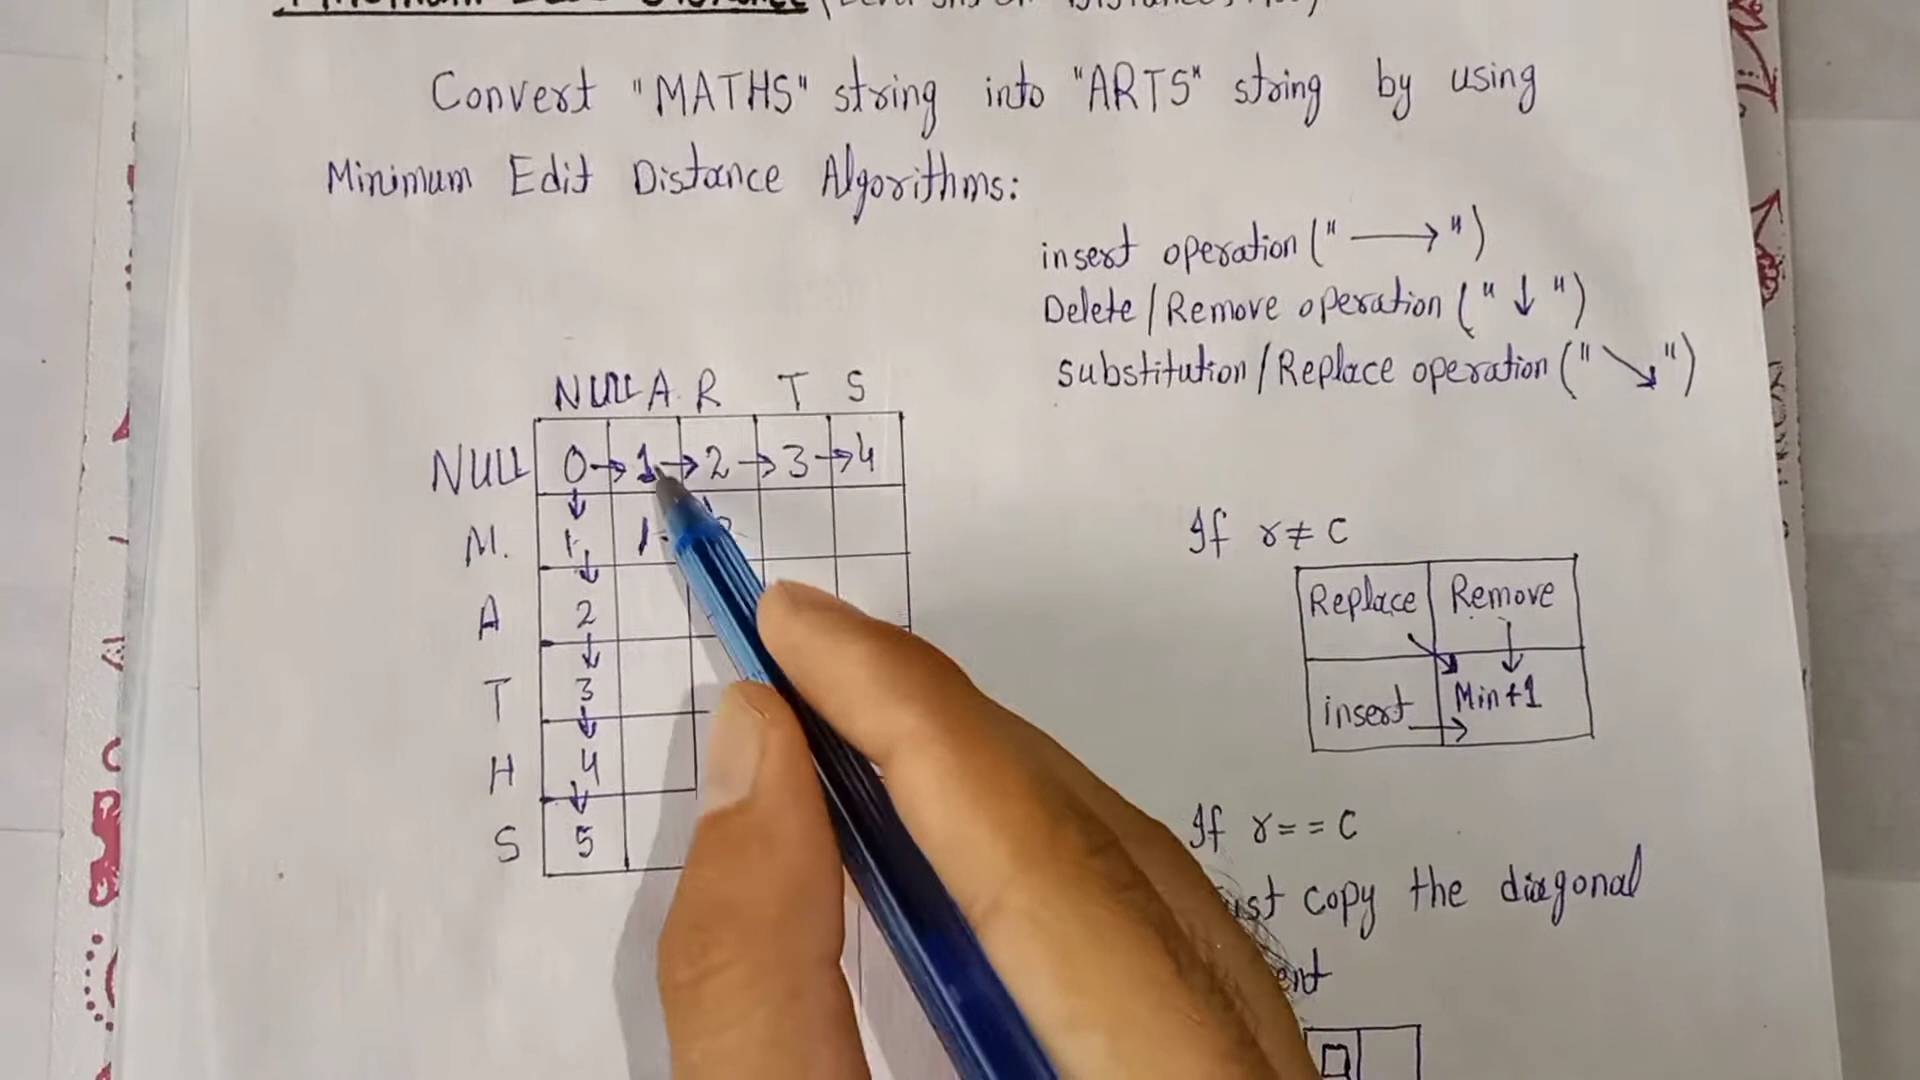 Convert "MATHS" string into "ARTS" string by using
Minimum Edit Distance Algorithms:
insert operation ("⟶")
Delete/Remove operation ("↓")
substitution/Replace operation ("↘")
NULL A R T S
NULL 0→1→2→3→4
M. 1 1
A 2
T 3
H 4
S 5
If r≠c
Replace Remove
insert Min+1
If r==c
copy the diagonal